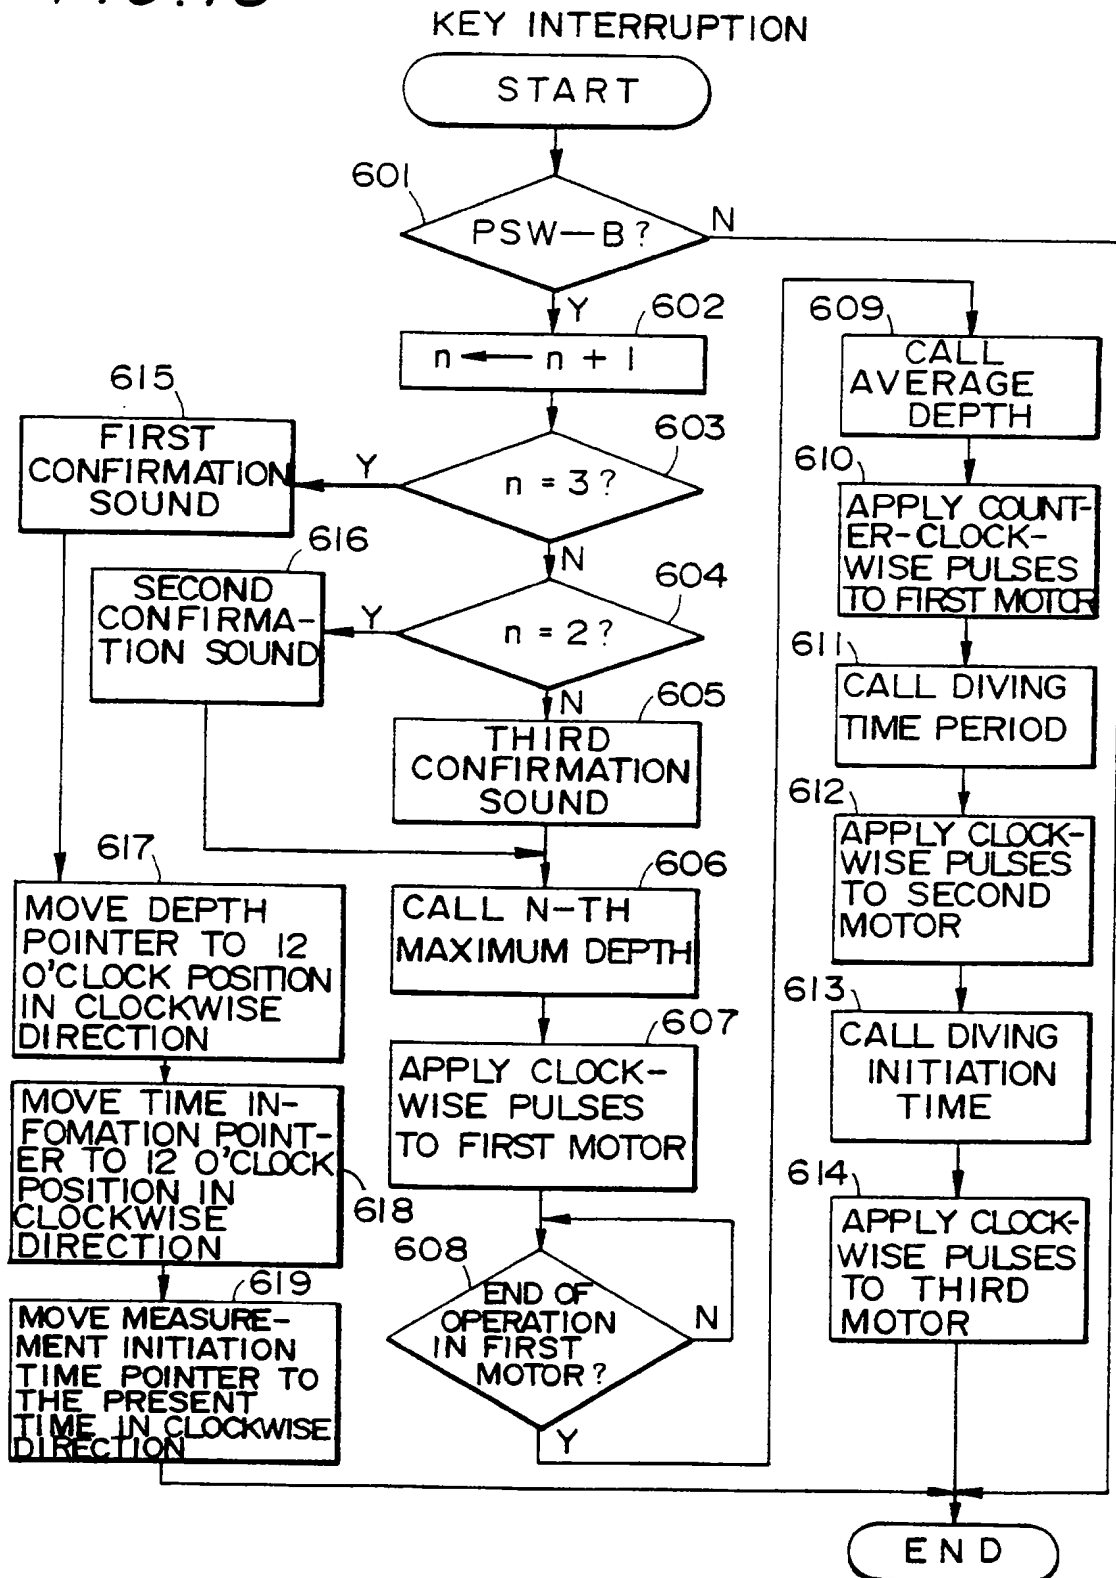 KEY INTERRUPTION
START
601
PSW—B?
N
Y
602
n ← n + 1
603
n = 3?
Y
N
615
FIRST
CONFIRMATION
SOUND
604
n = 2?
Y
N
616
SECOND
CONFIRMA-
TION SOUND
605
THIRD
CONFIRMATION
SOUND
606
CALL N-TH
MAXIMUM DEPTH
607
APPLY CLOCK-
WISE PULSES
TO FIRST MOTOR
608
END OF
OPERATION
IN FIRST
MOTOR?
N
Y
617
MOVE DEPTH
POINTER TO 12
O'CLOCK POSITION
IN CLOCKWISE
DIRECTION
618
MOVE TIME IN-
FOMATION POINT-
ER TO 12 O'CLOCK
POSITION IN
CLOCKWISE
DIRECTION
619
MOVE MEASURE-
MENT INITIATION
TIME POINTER TO
THE PRESENT
TIME IN CLOCKWISE
DIRECTION
609
CALL
AVERAGE
DEPTH
610
APPLY COUNT-
ER-CLOCK-
WISE PULSES
TO FIRST MOTOR
611
CALL DIVING
TIME PERIOD
612
APPLY CLOCK-
WISE PULSES
TO SECOND
MOTOR
613
CALL DIVING
INITIATION
TIME
614
APPLY CLOCK-
WISE PULSES
TO THIRD
MOTOR
END